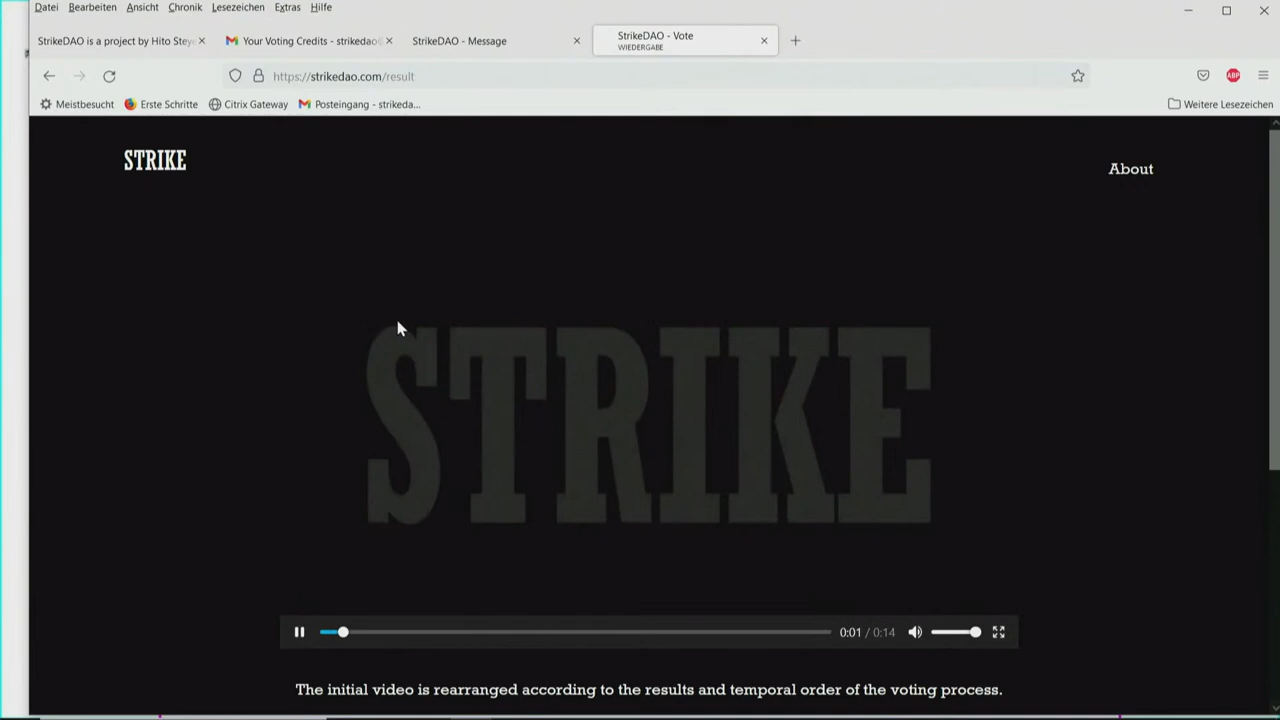 Datei Bearbeiten Ansicht Chronik Lesezeichen Extras Hilfe
StrikeDAO is a project by Hito Steye
Your Voting Credits - strikedao
StrikeDAO - Message
StrikeDAO - Vote
WIEDERGABE
https://strikedao.com/result
ABP
Meistbesucht Erste Schritte Citrix Gateway Posteingang - strikeda... Weitere Lesezeichen
STRIKE
About
STRIKE
0:01 / 0:14
The initial video is rearranged according to the results and temporal order of the voting process.